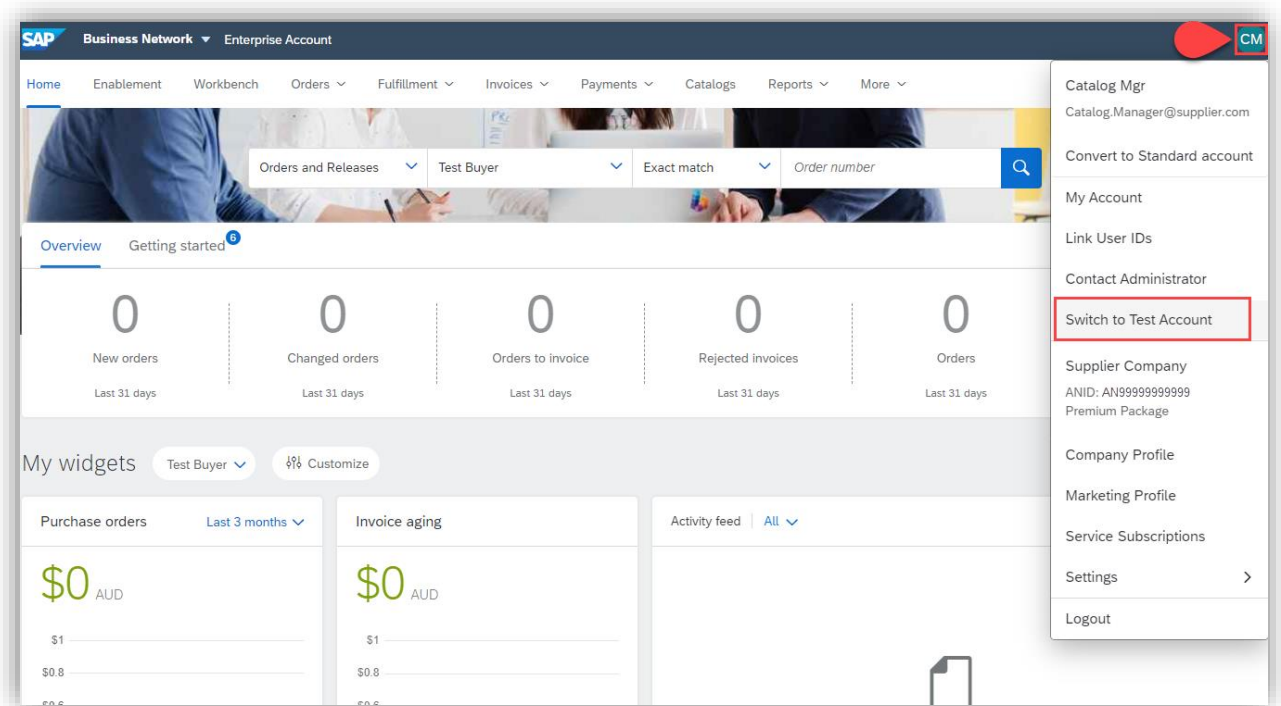 SAP Business Network Enterprise Account CM
Home Enablement Workbench Orders Fulfillment Invoices Payments Catalogs Reports More
Orders and Releases Test Buyer Exact match Order number
Overview Getting started 6
0 0 0 0 0
New orders Changed orders Orders to invoice Rejected invoices Orders
Last 31 days Last 31 days Last 31 days Last 31 days Last 31 days
My widgets Test Buyer Customize
Purchase orders Last 3 months Invoice aging Activity feed All
$0 AUD $0 AUD
$1 $1
$0.8 $0.8
Catalog Mgr
Catalog.Manager@supplier.com
Convert to Standard account
My Account
Link User IDs
Contact Administrator
Switch to Test Account
Supplier Company
ANID: AN99999999999
Premium Package
Company Profile
Marketing Profile
Service Subscriptions
Settings
Logout